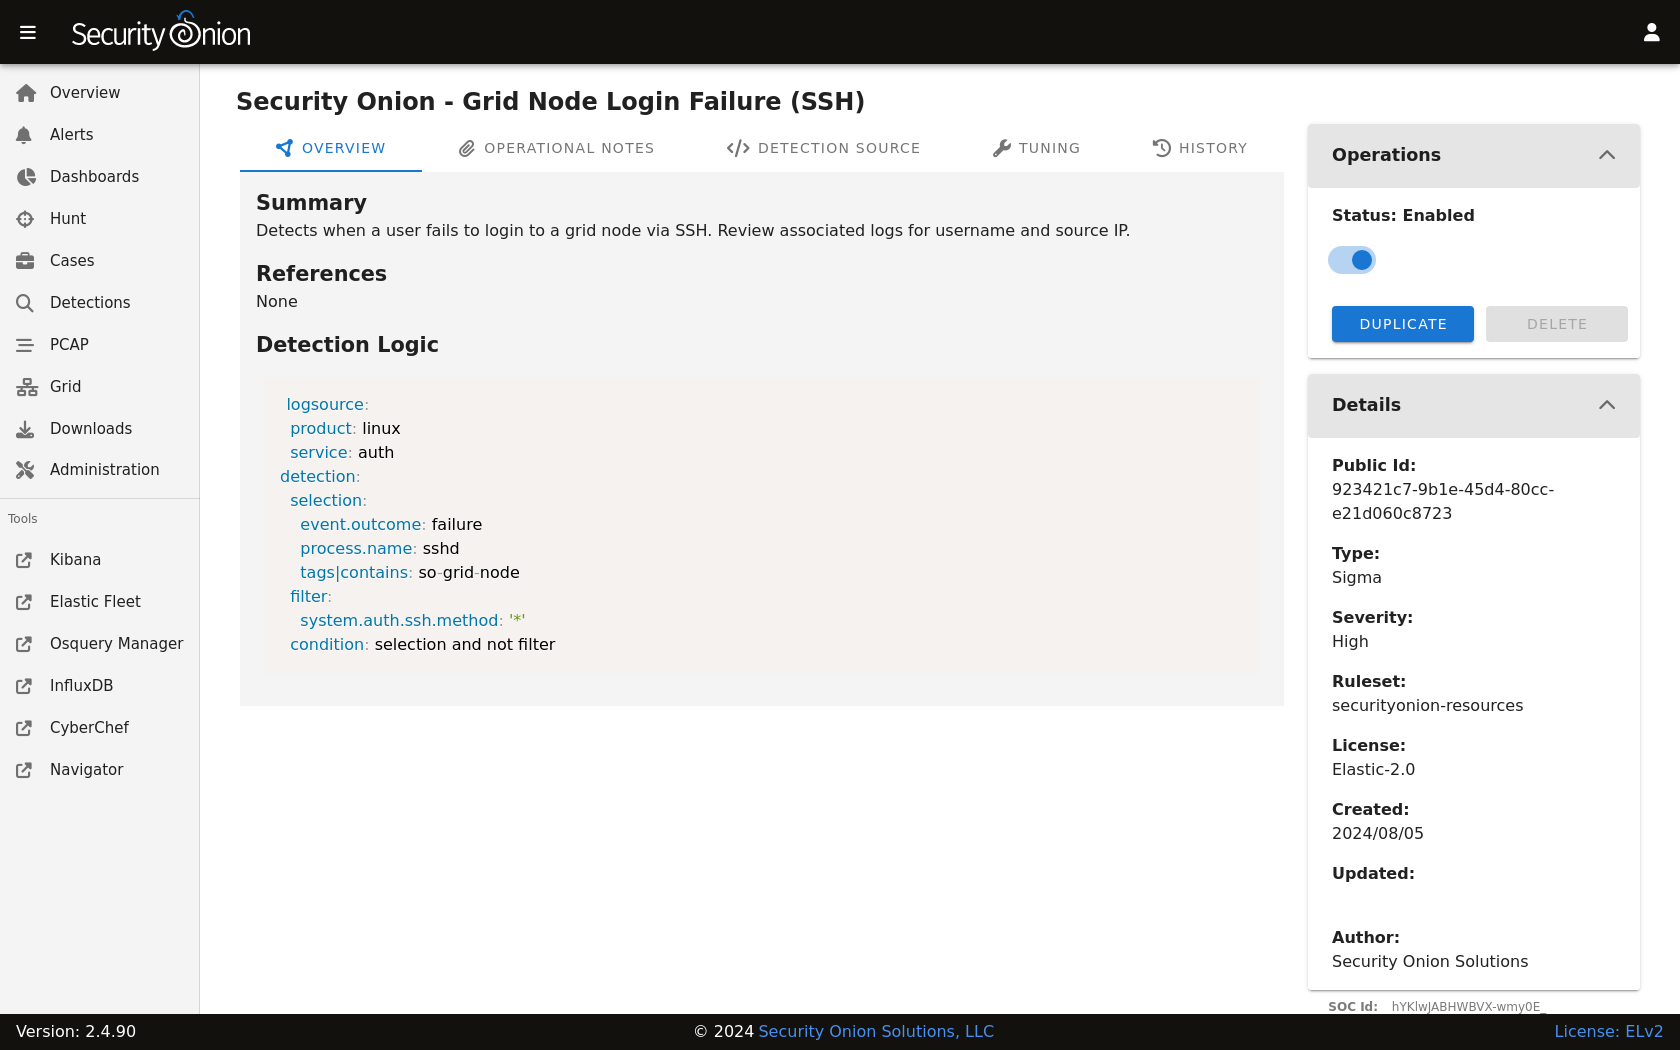 Security Onion
Overview
Alerts
Dashboards
Hunt
Cases
Detections
PCAP
Grid
Downloads
Administration
Tools
Kibana
Elastic Fleet
Osquery Manager
InfluxDB
CyberChef
Navigator
Security Onion - Grid Node Login Failure (SSH)
OVERVIEW
OPERATIONAL NOTES
DETECTION SOURCE
TUNING
HISTORY
Summary
Detects when a user fails to login to a grid node via SSH. Review associated logs for username and source IP.
References
None
Detection Logic
logsource:
product: linux
service: auth
detection:
selection:
event.outcome: failure
process.name: sshd
tags|contains: so-grid-node
filter:
system.auth.ssh.method: '*'
condition: selection and not filter
Operations
Status: Enabled
DUPLICATE
DELETE
Details
Public Id:
923421c7-9b1e-45d4-80cc-
e21d060c8723
Type:
Sigma
Severity:
High
Ruleset:
securityonion-resources
License:
Elastic-2.0
Created:
2024/08/05
Updated:
Author:
Security Onion Solutions
SOC Id: hYKlwJABHWBVX-wmy0E_
Version: 2.4.90
© 2024 Security Onion Solutions, LLC
License: ELv2